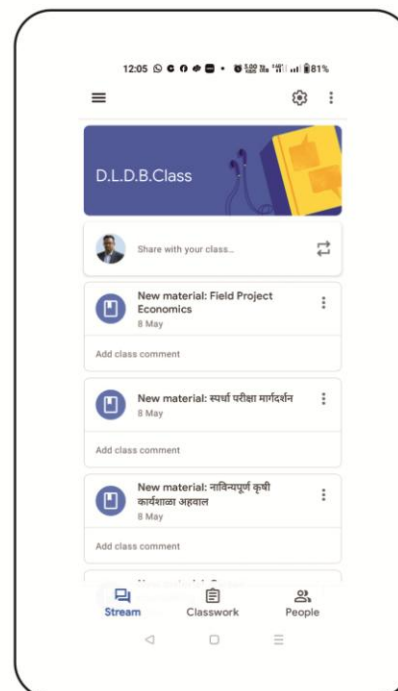 12:05
81%
D.L.D.B.Class
Share with your class...
New material: Field Project
Economics
8 May
Add class comment
New material: स्पर्धा परीक्षा मार्गदर्शन
8 May
Add class comment
New material: नाविन्यपूर्ण कृषी
कार्यशाळा अहवाल
8 May
Add class comment
Stream
Classwork
People